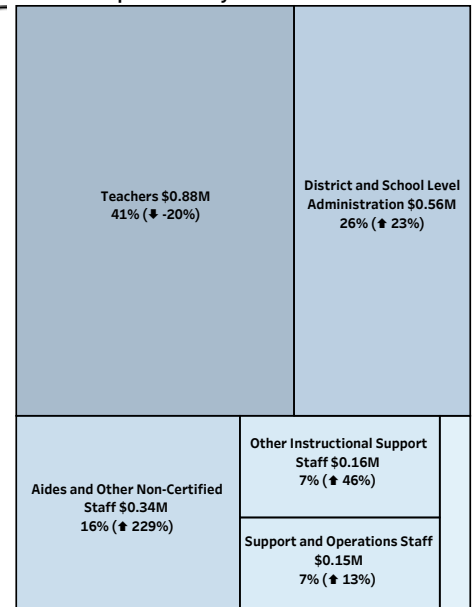 Teachers $0.88M
41% (⬇ -20%)
District and School Level
Administration $0.56M
26% (⬆ 23%)
Aides and Other Non-Certified
Staff $0.34M
16% (⬆ 229%)
Other Instructional Support
Staff $0.16M
7% (⬆ 46%)
Support and Operations Staff
$0.15M
7% (⬆ 13%)